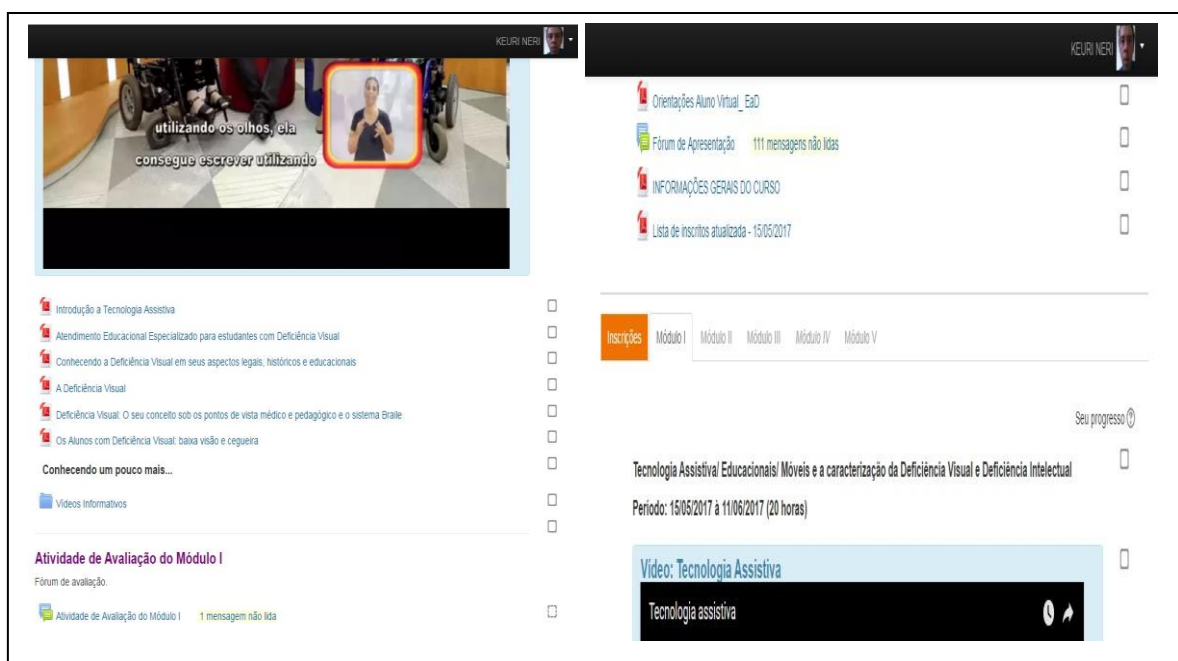 KEURI NERI
utilizando os olhos, ela
consegue escrever utilizando
Introdução a Tecnologia Assistiva
Atendimento Educacional Especializado para estudantes com Deficiência Visual
Conhecendo a Deficiência Visual em seus aspectos legais, históricos e educacionais
A Deficiência Visual
Deficiência Visual: O seu conceito sob os pontos de vista médico e pedagógico e o sistema Braile
Os Alunos com Deficiência Visual: baixa visão e cegueira
Conhecendo um pouco mais...
Vídeos Informativos
Atividade de Avaliação do Módulo I
Fórum de avaliação.
Atividade de Avaliação do Módulo I 1 mensagem não lida
KEURI NERI
Orientações Aluno Virtual_EaD
Fórum de Apresentação 111 mensagens não lidas
INFORMAÇÕES GERAIS DO CURSO
Lista de inscritos atualizada - 15/05/2017
Inscrições Módulo I Módulo II Módulo III Módulo IV Módulo V
Seu progresso
Tecnologia Assistiva/ Educacionais/ Móveis e a caracterização da Deficiência Visual e Deficiência Intelectual
Período: 15/05/2017 à 11/06/2017 (20 horas)
Vídeo: Tecnologia Assistiva
Tecnologia assistiva